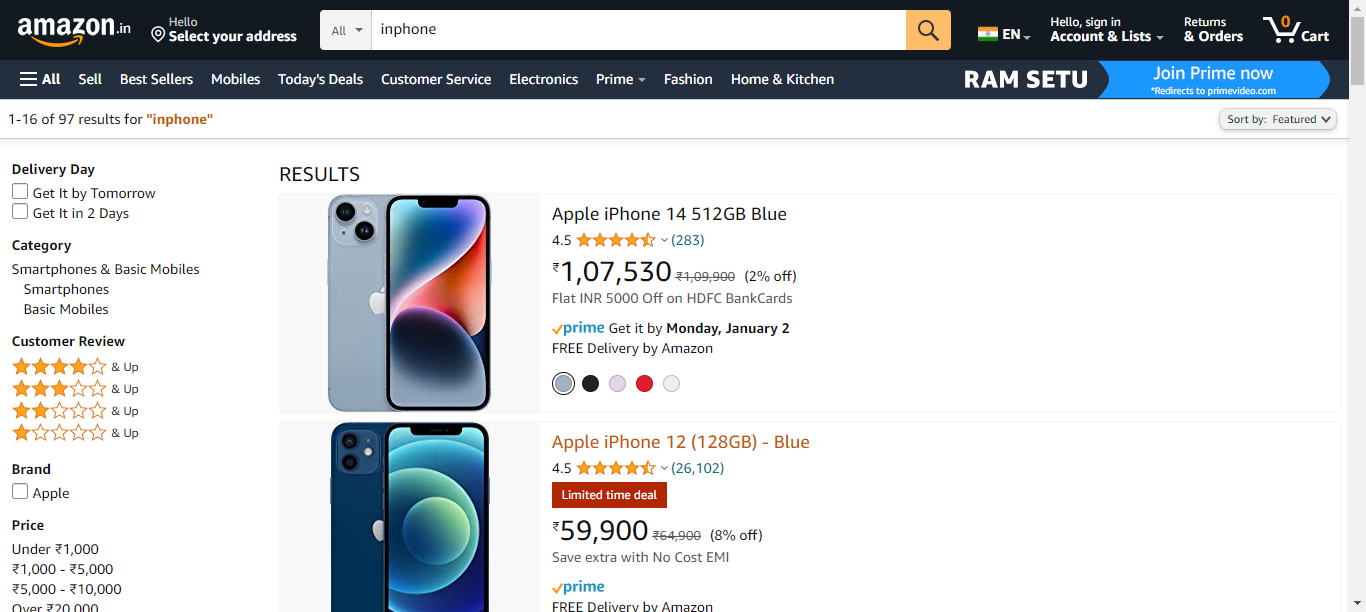 amazon.in
Hello
Select your address
All
inphone
EN
Hello, sign in
Account & Lists
Returns
& Orders
0
Cart
All Sell Best Sellers Mobiles Today's Deals Customer Service Electronics Prime Fashion Home & Kitchen
RAM SETU
Join Prime now
*Redirects to primevideo.com
1-16 of 97 results for "inphone"
Sort by: Featured
Delivery Day
Get It by Tomorrow
Get It in 2 Days
Category
Smartphones & Basic Mobiles
Smartphones
Basic Mobiles
Customer Review
& Up
& Up
& Up
& Up
Brand
Apple
Price
Under ₹1,000
₹1,000 - ₹5,000
₹5,000 - ₹10,000
Over ₹20,000
RESULTS
Apple iPhone 14 512GB Blue
4.5 (283)
₹1,07,530 ₹1,09,900 (2% off)
Flat INR 5000 Off on HDFC BankCards
prime Get it by Monday, January 2
FREE Delivery by Amazon
Apple iPhone 12 (128GB) - Blue
4.5 (26,102)
Limited time deal
₹59,900 ₹64,900 (8% off)
Save extra with No Cost EMI
prime
FREE Delivery by Amazon